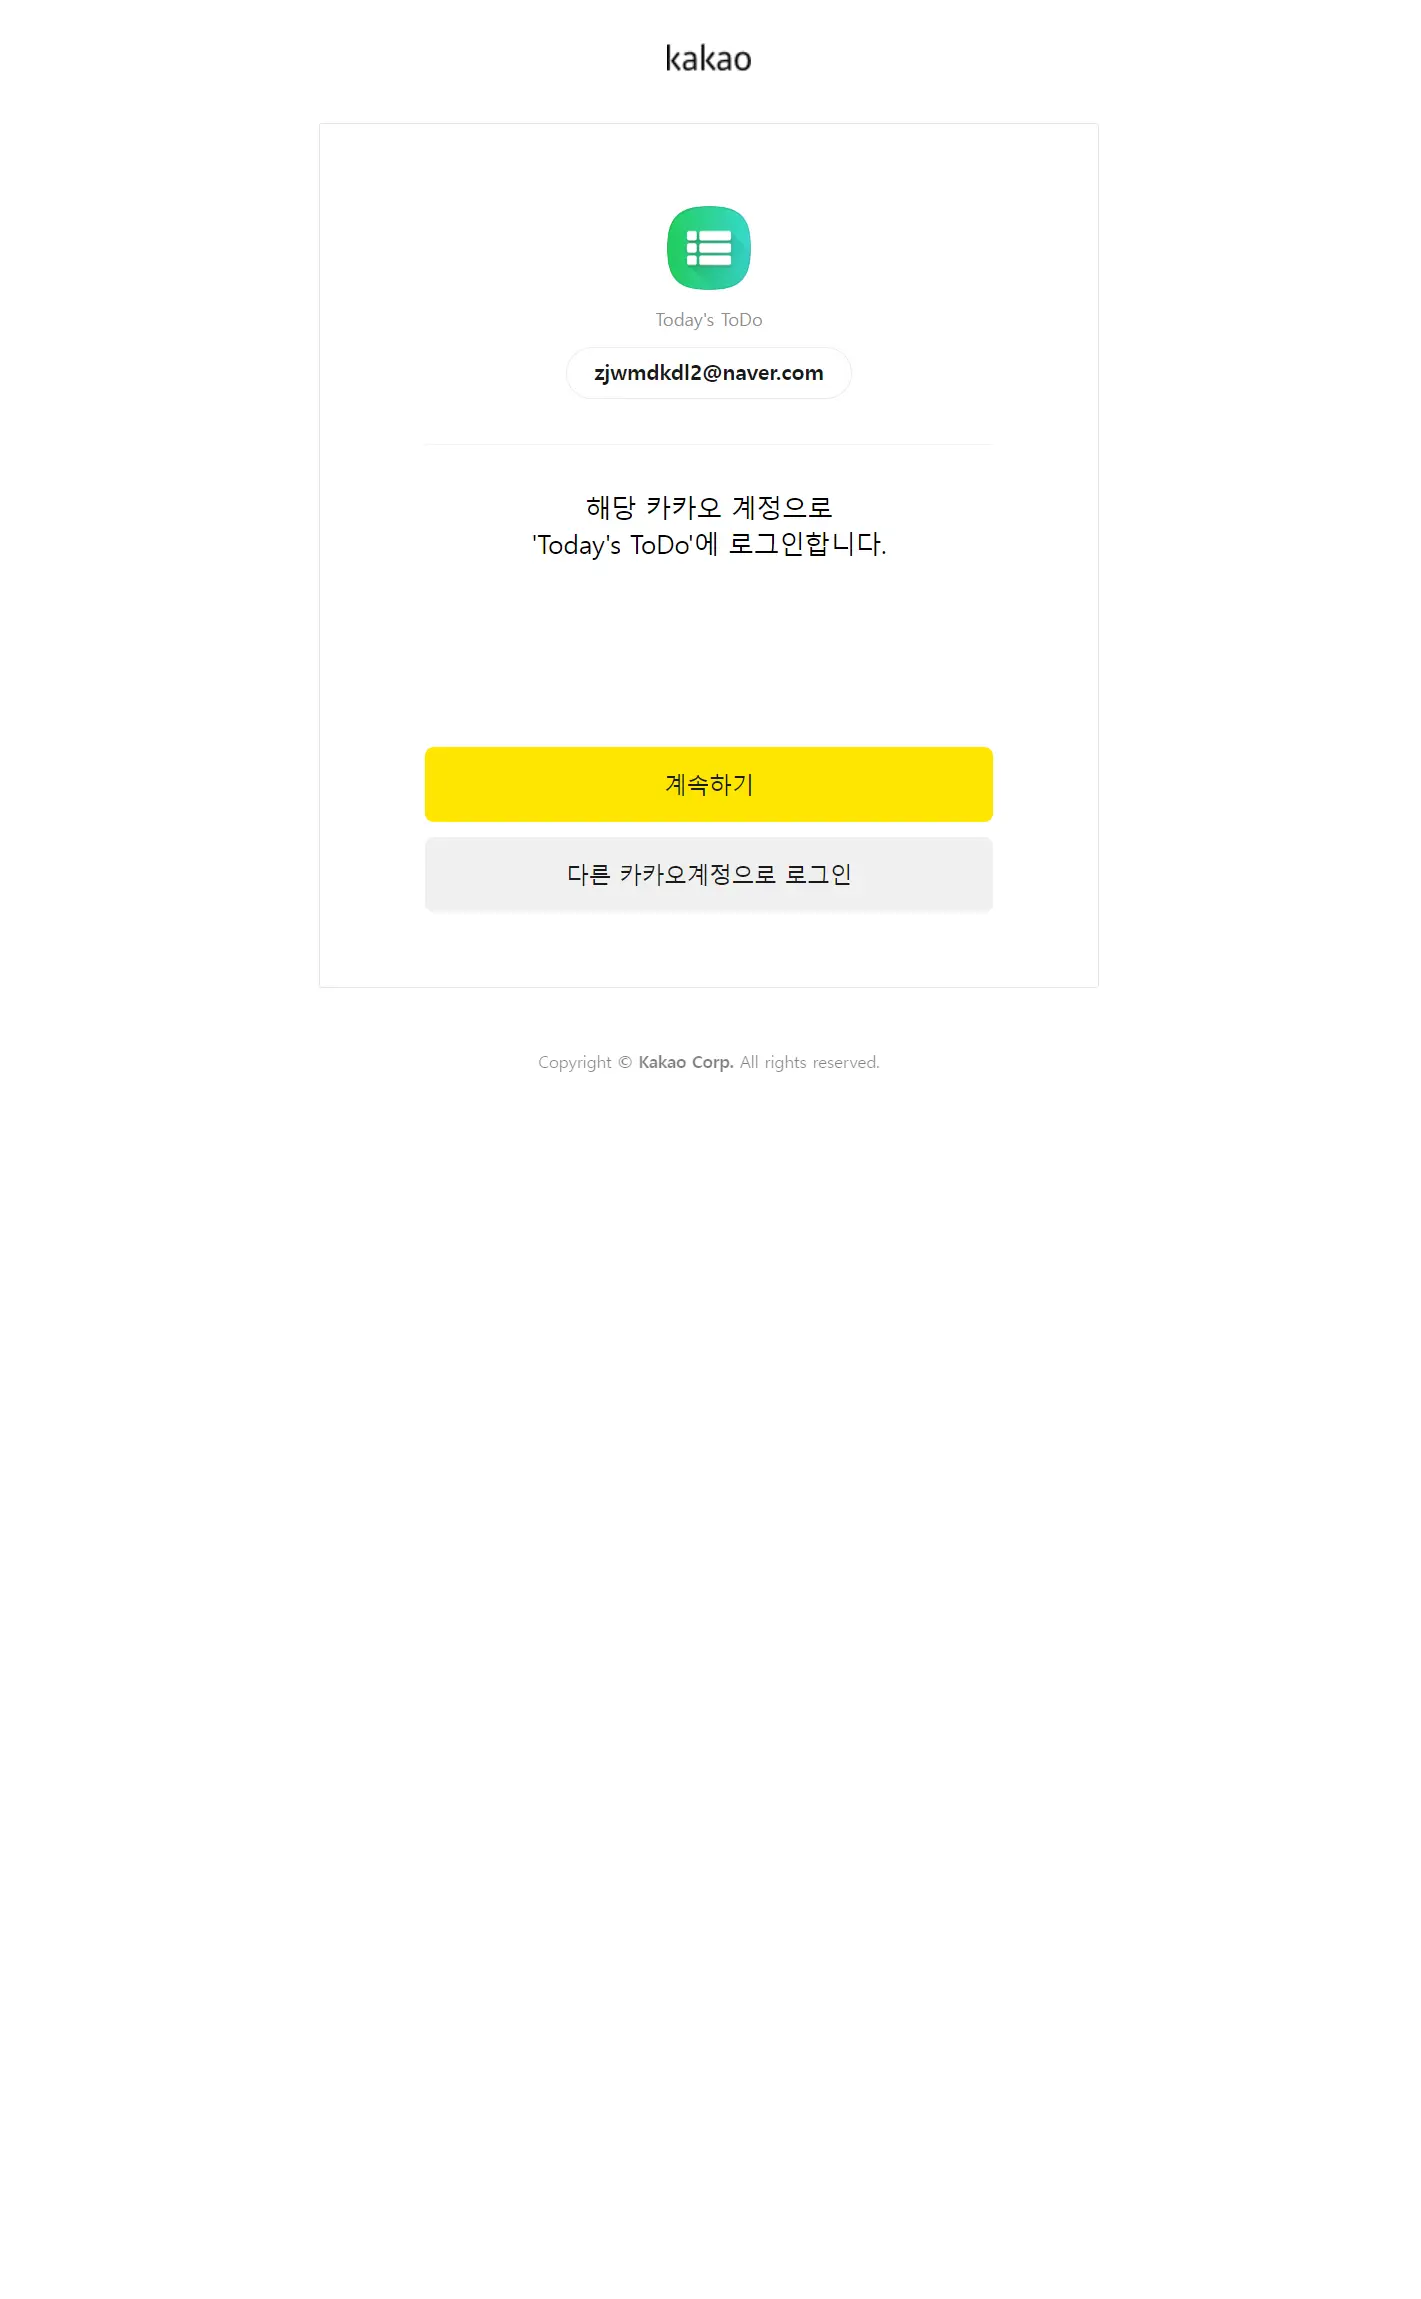 kakao
Today's ToDo
zjwmdkdl2@naver.com
해당 카카오 계정으로
'Today's ToDo'에 로그인합니다.
계속하기
다른 카카오계정으로 로그인
Copyright © Kakao Corp. All rights reserved.